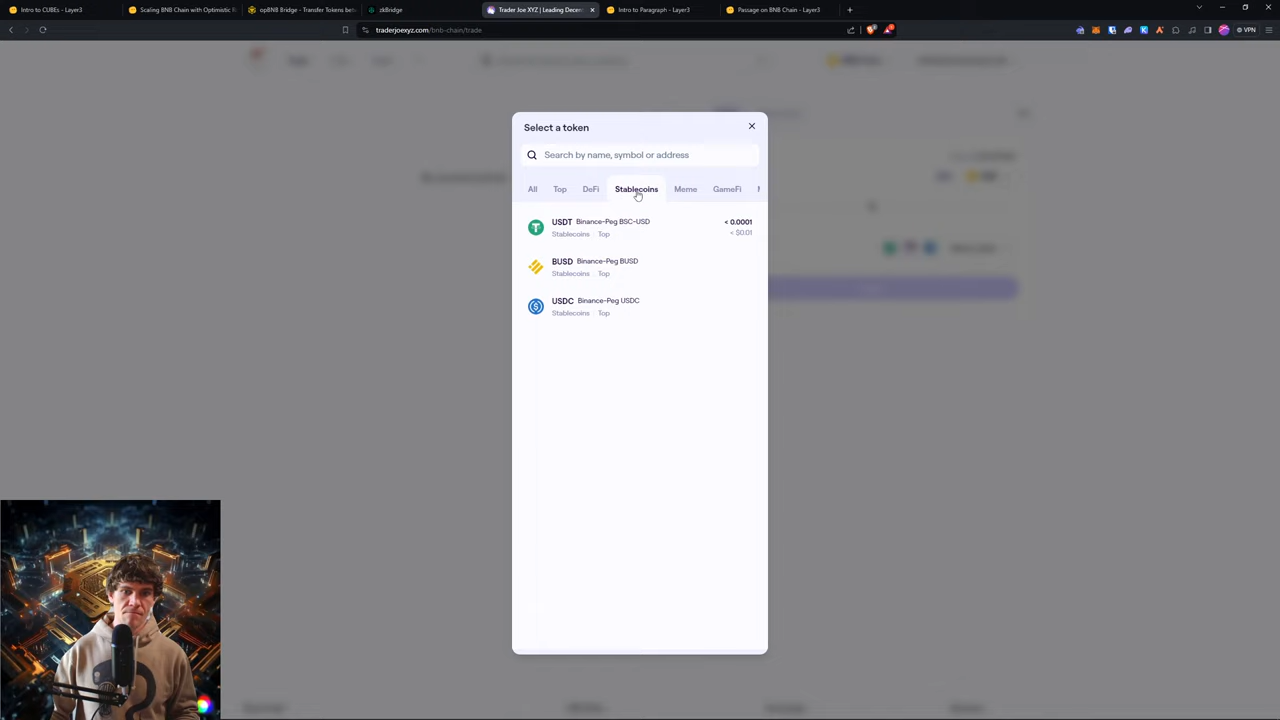 Intro to CUBEs - Layer3
Scaling BNB Chain with Optimistic R
opBNB Bridge - Transfer Tokens betw
zkBridge
Trader Joe XYZ | Leading Decen
Intro to Paragraph - Layer3
Passage on BNB Chain - Layer3
traderjoexyz.com/bnb-chain/trade
VPN
Select a token
Search by name, symbol or address
All Top DeFi Stablecoins Meme GameFi
USDT Binance-Peg BSC-USD < 0.0001
Stablecoins · Top < $0.01
BUSD Binance-Peg BUSD
Stablecoins · Top
USDC Binance-Peg USDC
Stablecoins · Top